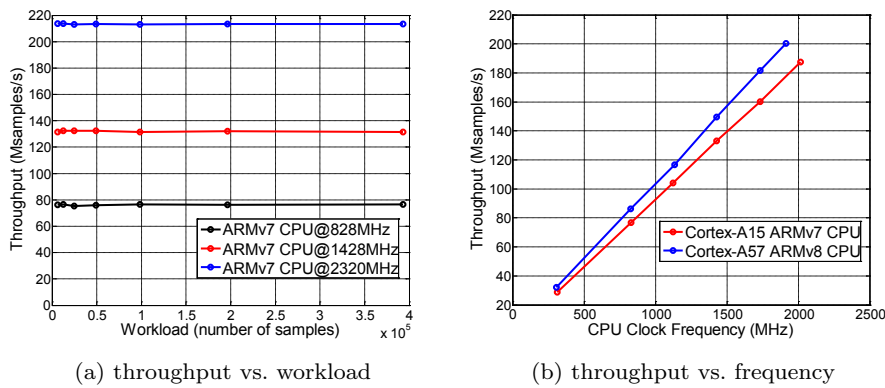 220
200
180
160
140
120
100
80
60
40
20
0
Throughput (Msamples/s)
ARMv7 CPU@828MHz
ARMv7 CPU@1428MHz
ARMv7 CPU@2320MHz
0 0.5 1 1.5 2 2.5 3 3.5 4
x 10^5
Workload (number of samples)
(a) throughput vs. workload
220
200
180
160
140
120
100
80
60
40
20
Throughput (Msamples/s)
Cortex-A15 ARMv7 CPU
Cortex-A57 ARMv8 CPU
0 500 1000 1500 2000 2500
CPU Clock Frequency (MHz)
(b) throughput vs. frequency